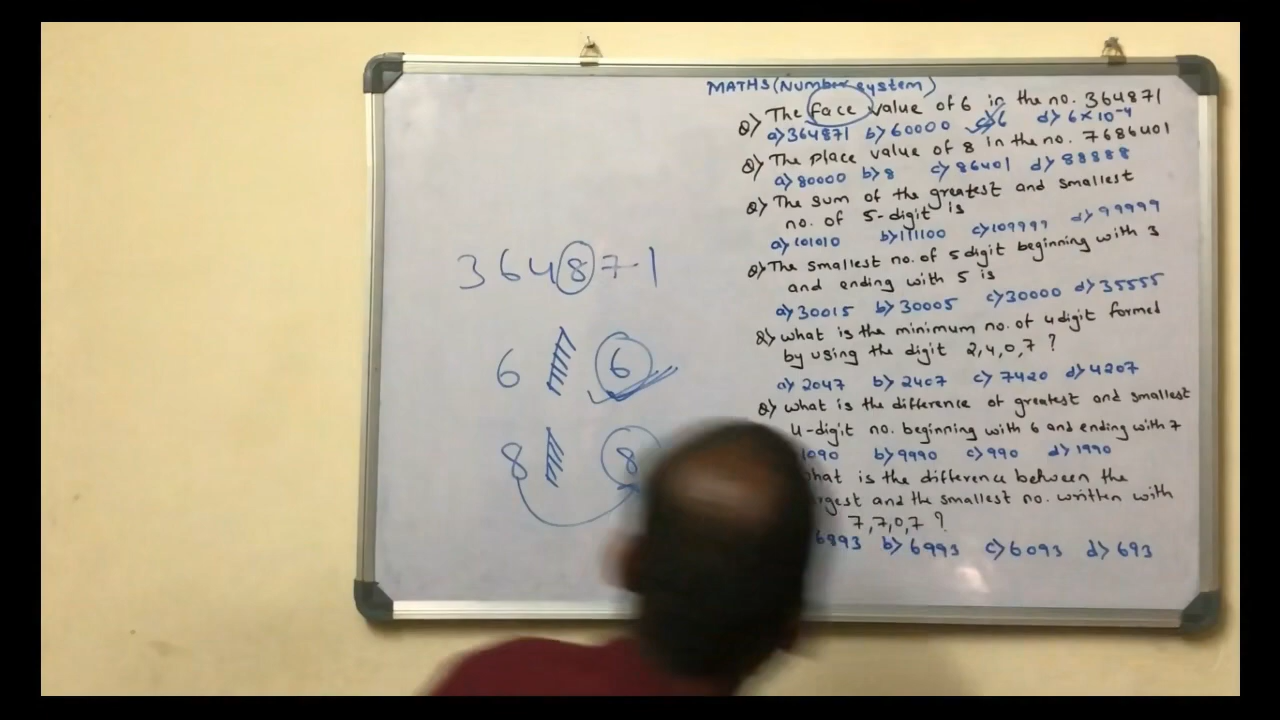 MATHS (Number system)
Q) The face value of 6 in the no. 364871
a) 364871 b) 60000 c) 6 d) 6×10⁻⁴
Q) The place value of 8 in the no. 7686401
a) 80000 b) 8 c) 86401 d) 88888
Q) The sum of the greatest and smallest
no. of 5-digit is
a) 101010 b) 111100 c) 109999 d) 99999
Q) The smallest no. of 5 digit beginning with 3
and ending with 5 is
a) 30015 b) 30005 c) 30000 d) 35555
Q) what is the minimum no. of 4 digit formed
by using the digit 2,4,0,7 ?
a) 2047 b) 2407 c) 7420 d) 4207
Q) what is the difference of greatest and smallest
4-digit no. beginning with 6 and ending with 7
1090 b) 9990 c) 990 d) 1990
what is the difference between the
and the smallest no. written with
7,7,0,7 ?
6893 b) 6993 c) 6093 d) 693
364871
6 6
8 8